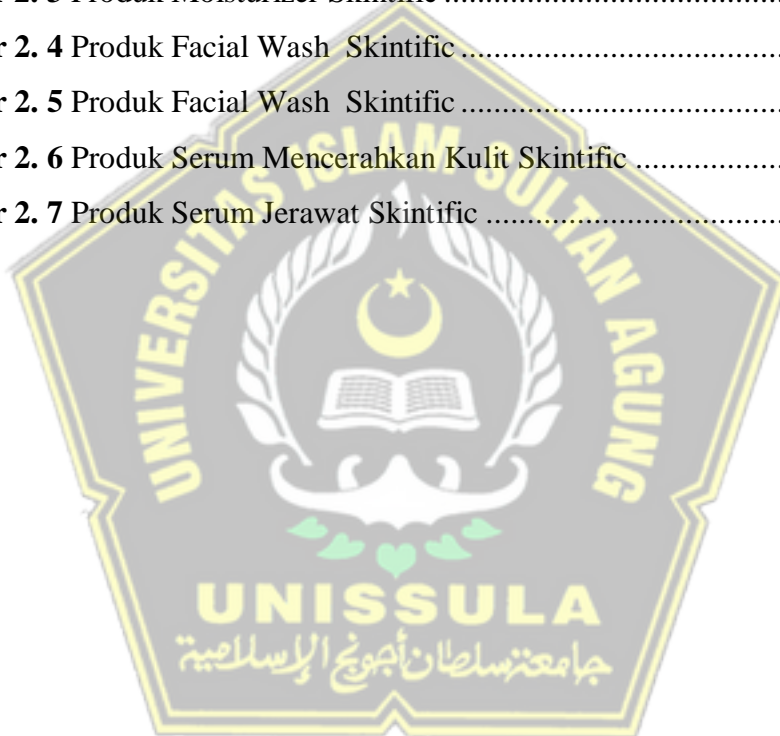 r 2. 3 Produk Moisturizer Skintific ........................................
r 2. 4 Produk Facial Wash Skintific ........................................
r 2. 5 Produk Facial Wash Skintific ........................................
r 2. 6 Produk Serum Mencerahkan Kulit Skintific ..................
r 2. 7 Produk Serum Jerawat Skintific .....................................
UNIVERSITAS ISLAM SULTAN AGUNG
UNISSULA
جامعة سلطان أجونج الإسلامية